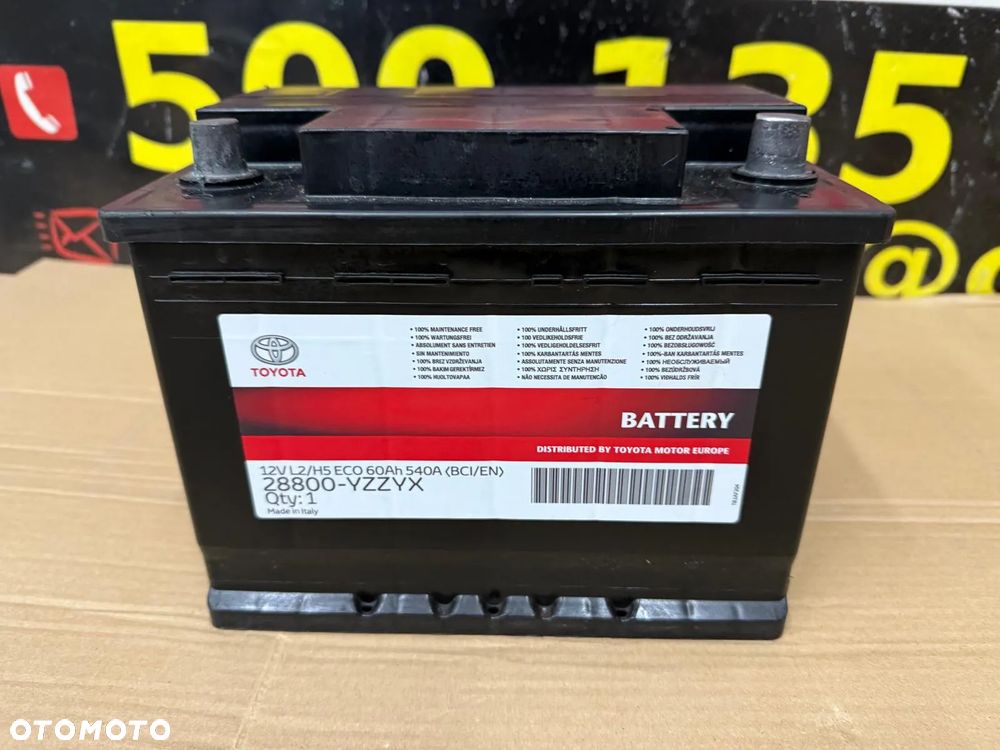 500 135
@
TOYOTA
• 100% MAINTENANCE FREE
• 100% WARTUNGSFREI
• ABSOLUMENT SANS ENTRETIEN
SIN MANTENIMIENTO
• 100% BREZ VZDRŽEVANJA
• 100% BAKIM GEREKTİRMEZ
• 100% HUOLTOVAPAA
• 100% UNDERHÅLLSFRITT
• 100 VEDLIKEHOLDSFRIE
• 100% VEDLIGEHOLDELSESFRIT
• 100% KARBANTARTÁS MENTES
• ASSOLUTAMENTE SENZA MANUTENZIONE
• 100% ΧΩΡΙΣ ΣΥΝΤΗΡΗΣΗ
• NÃO NECESSITA DE MANUTENCÃO
• 100% ONDERHOUDSVRIJ
• 100% BEZ ODRŽAVANJA
• 100% BEZOBSŁUGOWOŚĆ
• 100%-BAN KARBANTARTÁS MENTES
• 100% НЕОБСЛУЖИВАЕМЫЙ
• 100% BEZÚDRŽBOVÁ
• 100% VIDHALDS FRÍR
BATTERY
DISTRIBUTED BY TOYOTA MOTOR EUROPE
12V L2/H5 ECO 60Ah 540A (BCI/EN)
28800-YZZYX
Qty: 1
Made in Italy
OTOMOTO